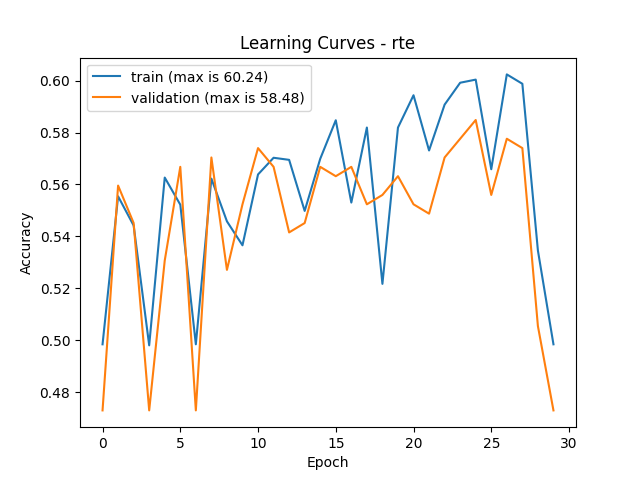 Learning Curves - rte
train (max is 60.24)
validation (max is 58.48)
Accuracy
0.60
0.58
0.56
0.54
0.52
0.50
0.48
0 5 10 15 20 25 30
Epoch